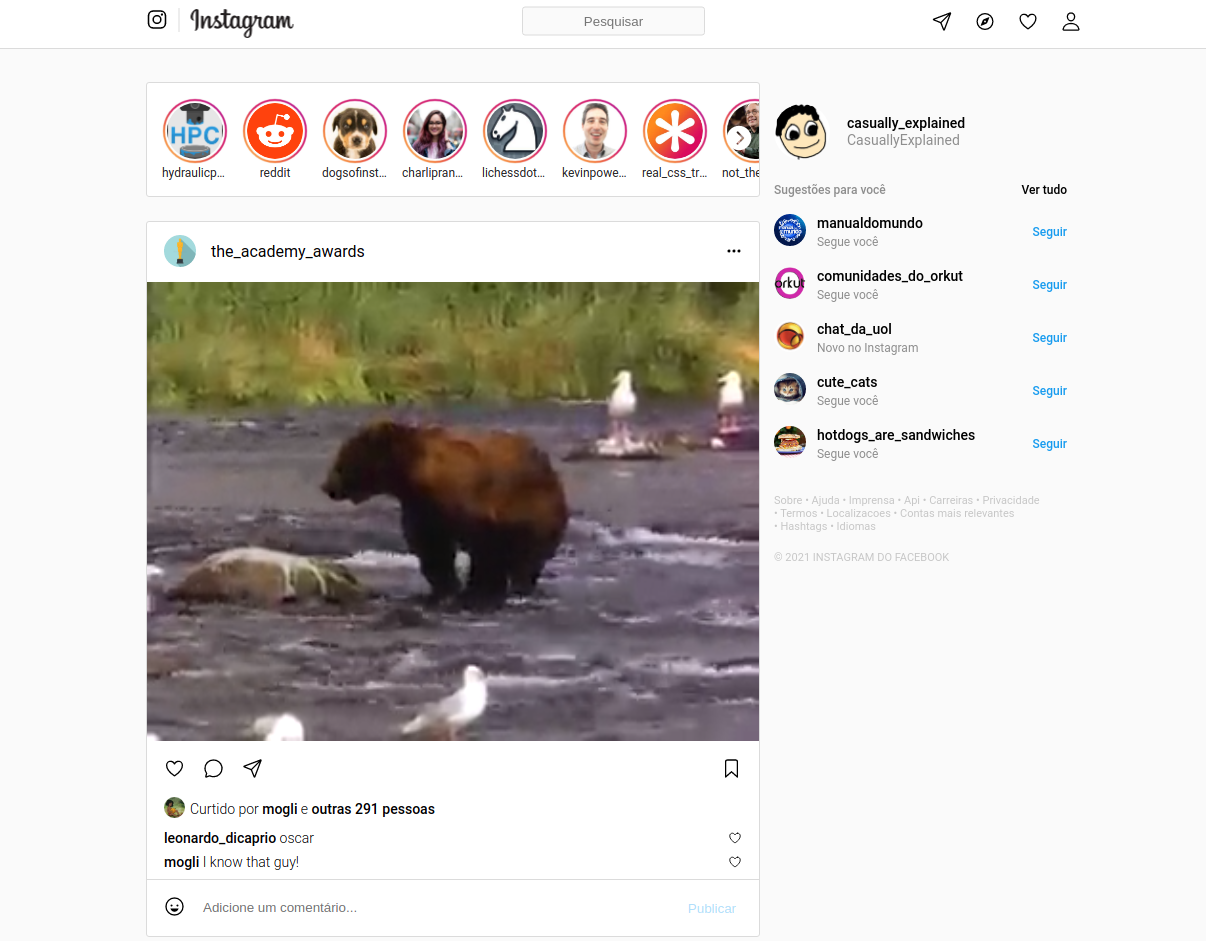 Instagram
Pesquisar
HPC
hydraulicp...
reddit
dogsofinst...
charlipran...
lichessdot...
kevinpowe...
real_css_tr...
not_the
casually_explained
CasuallyExplained
Sugestões para você
Ver tudo
manualdomundo
Segue você
Seguir
comunidades_do_orkut
Segue você
Seguir
orkut
chat_da_uol
Novo no Instagram
Seguir
cute_cats
Segue você
Seguir
hotdogs_are_sandwiches
Segue você
Seguir
Sobre • Ajuda • Imprensa • Api • Carreiras • Privacidade
• Termos • Localizacoes • Contas mais relevantes
• Hashtags • Idiomas
© 2021 INSTAGRAM DO FACEBOOK
the_academy_awards
Curtido por mogli e outras 291 pessoas
leonardo_dicaprio oscar
mogli I know that guy!
Adicione um comentário...
Publicar